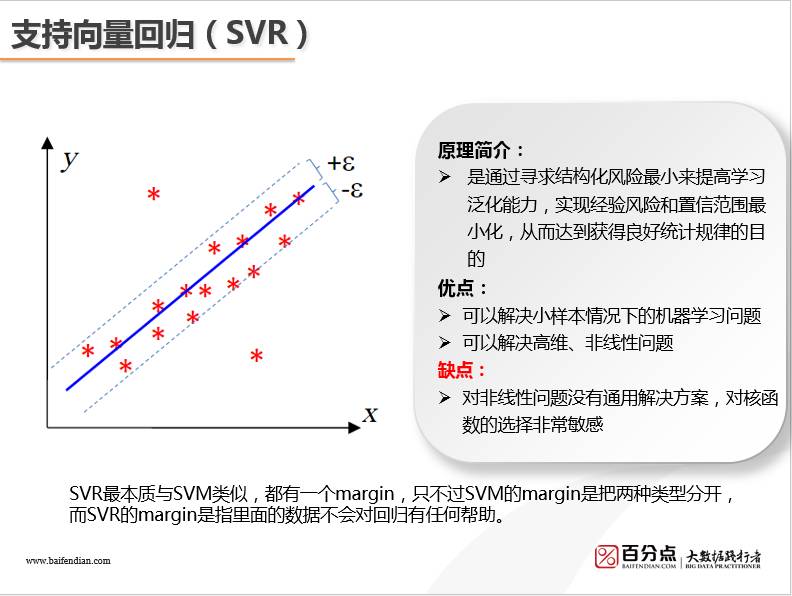 支持向量回归（SVR）
y
+ε
-ε
x
原理简介：
➢ 是通过寻求结构化风险最小来提高学习
泛化能力，实现经验风险和置信范围最
小化，从而达到获得良好统计规律的目
的
优点：
➢ 可以解决小样本情况下的机器学习问题
➢ 可以解决高维、非线性问题
缺点：
➢ 对非线性问题没有通用解决方案，对核函
数的选择非常敏感
SVR最本质与SVM类似，都有一个margin，只不过SVM的margin是把两种类型分开，
而SVR的margin是指里面的数据不会对回归有任何帮助。
www.baifendian.com
百分点
BAIFENDIAN.COM
大数据践行者
BIG DATA PRACTITIONER